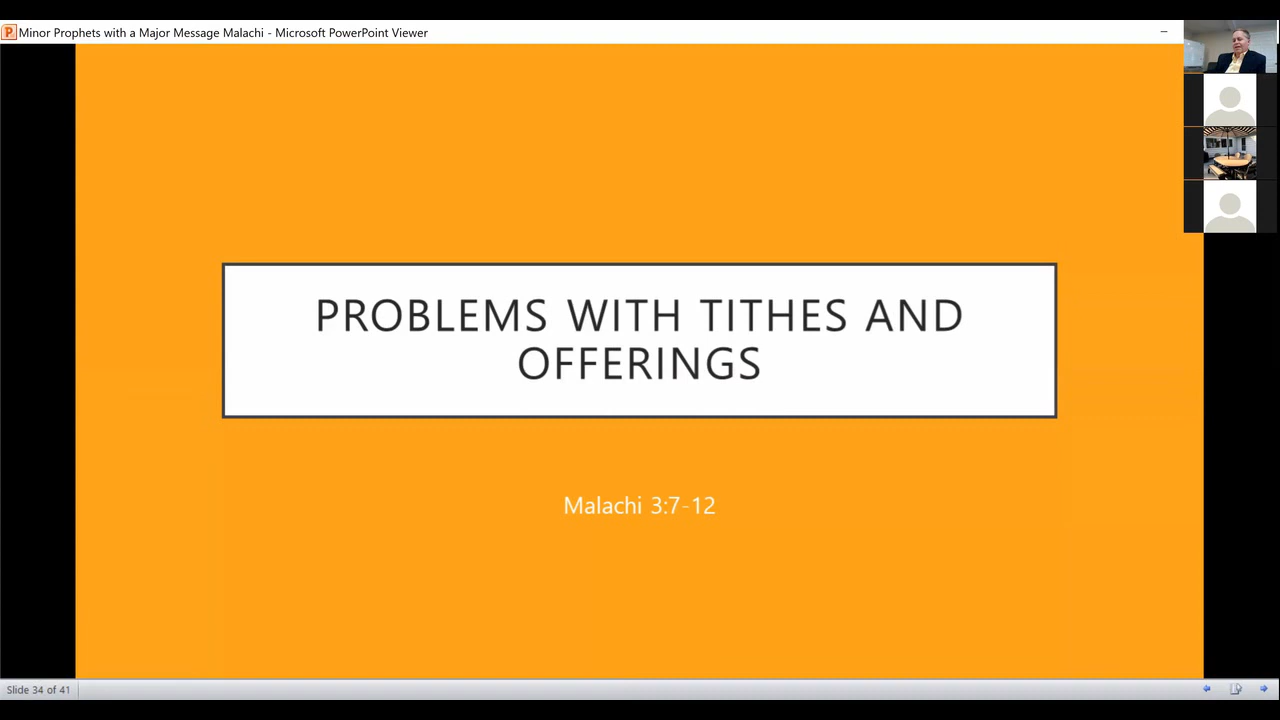 Minor Prophets with a Major Message Malachi - Microsoft PowerPoint Viewer
PROBLEMS WITH TITHES AND
OFFERINGS
Malachi 3:7-12
Slide 34 of 41